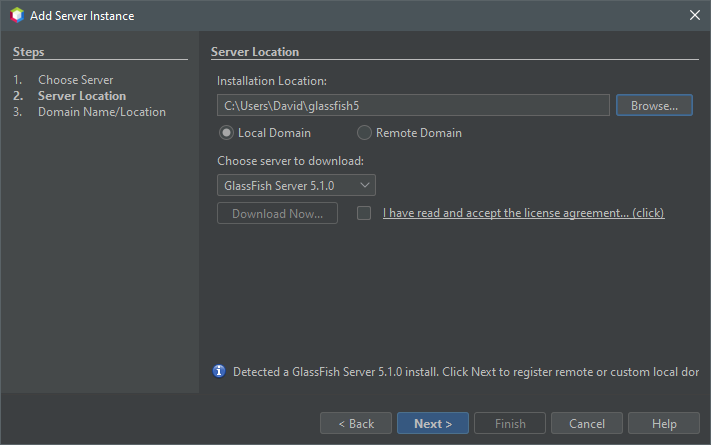 Add Server Instance
Steps
1. Choose Server
2. Server Location
3. Domain Name/Location
Server Location
Installation Location:
C:\Users\David\glassfish5
Browse...
Local Domain
Remote Domain
Choose server to download:
GlassFish Server 5.1.0
Download Now...
I have read and accept the license agreement... (click)
Detected a GlassFish Server 5.1.0 install. Click Next to register remote or custom local dor
< Back
Next >
Finish
Cancel
Help